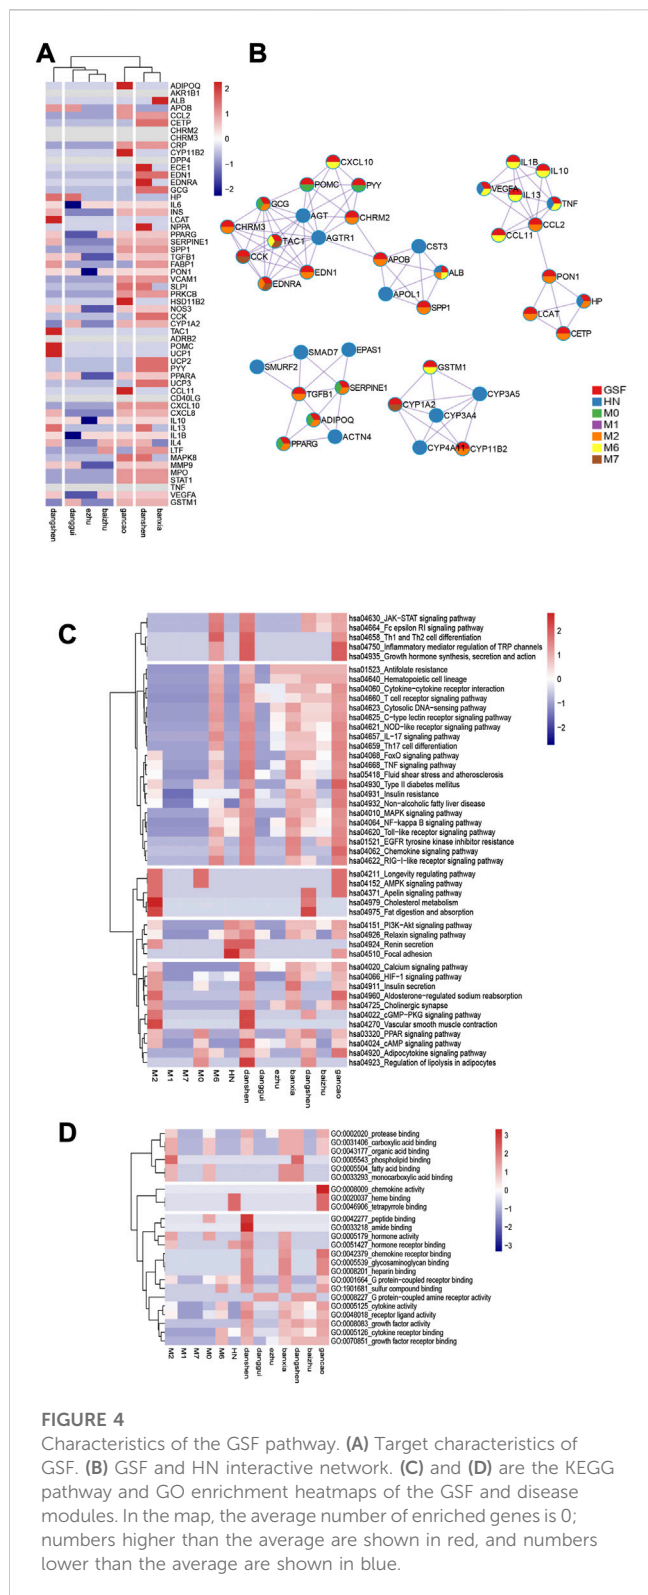 A
ADIPOQ
AKR1B1
ALB
APOB
CCL2
CETP
CHRM2
CHRM3
CRP
CYP11B2
DPP4
ECE1
EDN1
EDNRA
GCG
HP
IL6
INS
LCAT
NPPA
PPARG
SERPINE1
SPP1
TGFB1
FABP1
PON1
VCAM1
SLPI
PRKCB
HSD11B2
NOS3
CCK
CYP1A2
TAC1
ADRB2
POMC
UCP1
UCP2
PYY
PPARA
UCP3
CCL11
CD40LG
CXCL10
CXCL8
IL10
IL13
IL1B
IL4
LTF
MAPK8
MMP9
MPO
STAT1
TNF
VEGFA
GSTM1
2
1
0
−1
−2
dangshen
danggui
ezhu
baizhu
gancao
danshen
banxia
B
CXCL10
POMC
PYY
GCG
AGT
CHRM2
CHRM3
TAC1
AGTR1
CCK
EDN1
EDNRA
CST3
APOB
ALB
APOL1
SPP1
IL1B
IL10
VEGFA
IL13
TNF
CCL2
CCL11
PON1
HP
LCAT
CETP
SMAD7
EPAS1
SMURF2
SERPINE1
TGFB1
ADIPOQ
PPARG
ACTN4
GSTM1
CYP3A5
CYP1A2
CYP3A4
CYP4A11
CYP11B2
GSF
HN
M0
M1
M2
M6
M7
C
hsa04630_JAK−STAT signaling pathway
hsa04664_Fc epsilon RI signaling pathway
hsa04658_Th1 and Th2 cell differentiation
hsa04750_Inflammatory mediator regulation of TRP channels
hsa04935_Growth hormone synthesis, secretion and action
hsa01523_Antifolate resistance
hsa04640_Hematopoietic cell lineage
hsa04060_Cytokine−cytokine receptor interaction
hsa04660_T cell receptor signaling pathway
hsa04623_Cytosolic DNA−sensing pathway
hsa04625_C−type lectin receptor signaling pathway
hsa04621_NOD−like receptor signaling pathway
hsa04657_IL−17 signaling pathway
hsa04659_Th17 cell differentiation
hsa04068_FoxO signaling pathway
hsa04668_TNF signaling pathway
hsa05418_Fluid shear stress and atherosclerosis
hsa04930_Type II diabetes mellitus
hsa04931_Insulin resistance
hsa04932_Non−alcoholic fatty liver disease
hsa04010_MAPK signaling pathway
hsa04064_NF−kappa B signaling pathway
hsa04620_Toll−like receptor signaling pathway
hsa01521_EGFR tyrosine kinase inhibitor resistance
hsa04062_Chemokine signaling pathway
hsa04622_RIG−I−like receptor signaling pathway
hsa04211_Longevity regulating pathway
hsa04152_AMPK signaling pathway
hsa04371_Apelin signaling pathway
hsa04979_Cholesterol metabolism
hsa04975_Fat digestion and absorption
hsa04151_PI3K−Akt signaling pathway
hsa04926_Relaxin signaling pathway
hsa04924_Renin secretion
hsa04510_Focal adhesion
hsa04020_Calcium signaling pathway
hsa04066_HIF−1 signaling pathway
hsa04911_Insulin secretion
hsa04960_Aldosterone−regulated sodium reabsorption
hsa04725_Cholinergic synapse
hsa04022_cGMP−PKG signaling pathway
hsa04270_Vascular smooth muscle contraction
hsa03320_PPAR signaling pathway
hsa04024_cAMP signaling pathway
hsa04920_Adipocytokine signaling pathway
hsa04923_Regulation of lipolysis in adipocytes
2
1
0
−1
−2
M2
M1
M7
M0
M6
HN
danshen
danggui
ezhu
banxia
dangshen
baizhu
gancao
D
GO:0002020_protease binding
GO:0031406_carboxylic acid binding
GO:0043177_organic acid binding
GO:0005543_phospholipid binding
GO:0005504_fatty acid binding
GO:0033293_monocarboxylic acid binding
GO:0008009_chemokine activity
GO:0020037_heme binding
GO:0046906_tetrapyrrole binding
GO:0042277_peptide binding
GO:0033218_amide binding
GO:0005179_hormone activity
GO:0051427_hormone receptor binding
GO:0042379_chemokine receptor binding
GO:0005539_glycosaminoglycan binding
GO:0008201_heparin binding
GO:0001664_G protein−coupled receptor binding
GO:1901681_sulfur compound binding
GO:0008227_G protein−coupled amine receptor activity
GO:0005125_cytokine activity
GO:0048018_receptor ligand activity
GO:0008083_growth factor activity
GO:0005126_cytokine receptor binding
GO:0070851_growth factor receptor binding
3
2
1
0
−1
−2
−3
M2
M1
M7
M0
M6
HN
danshen
danggui
ezhu
banxia
dangshen
baizhu
gancao
FIGURE 4
Characteristics of the GSF pathway. (A) Target characteristics of
GSF. (B) GSF and HN interactive network. (C) and (D) are the KEGG
pathway and GO enrichment heatmaps of the GSF and disease
modules. In the map, the average number of enriched genes is 0;
numbers higher than the average are shown in red, and numbers
lower than the average are shown in blue.